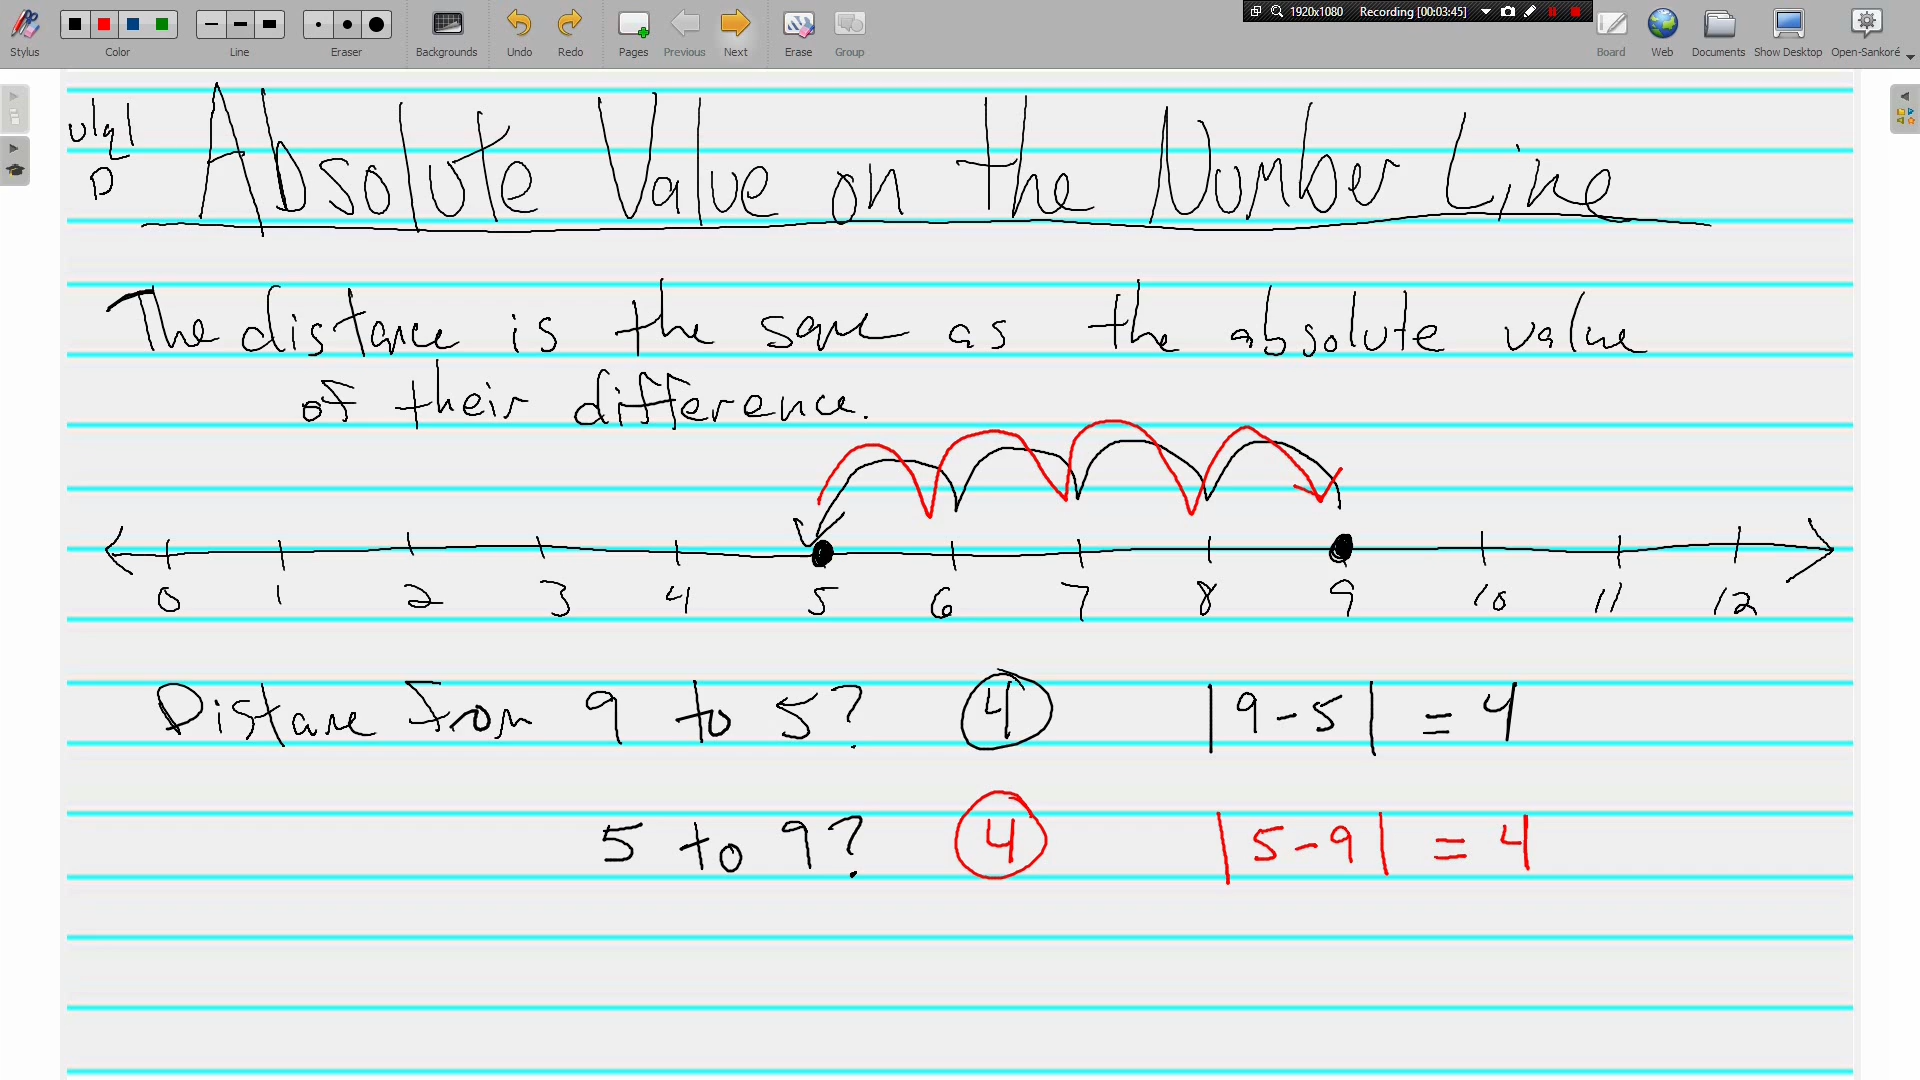 1920x1080 Recording [00:03:45]
Stylus Color Line Eraser Backgrounds Undo Redo Pages Previous Next Erase Group Board Web Documents Show Desktop Open-Sankoré
Absolute Value on the Number Line
The distance is the same as the absolute value
of their difference.
0 1 2 3 4 5 6 7 8 9 10 11 12
Distance from 9 to 5? 4 |9-5| = 4
5 to 9? 4 |5-9| = 4